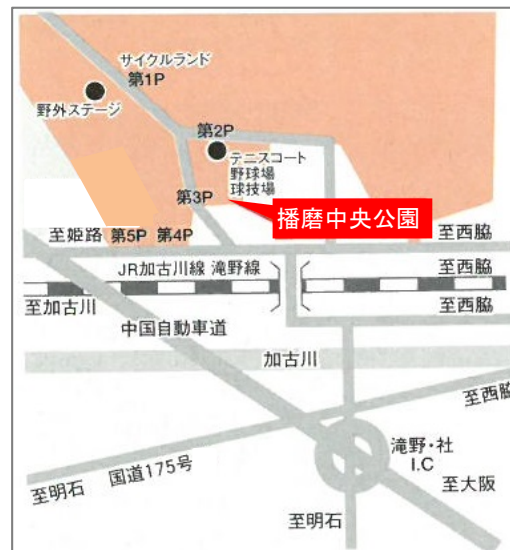 サイクルランド
第1P
野外ステージ
第2P
テニスコート
野球場
球技場
第3P
播磨中央公園
至姫路 第5P 第4P
至西脇
JR加古川線 滝野線
至西脇
至加古川
至西脇
中国自動車道
加古川
至西脇
滝野・社
I.C
国道175号
至明石
至大阪
至明石